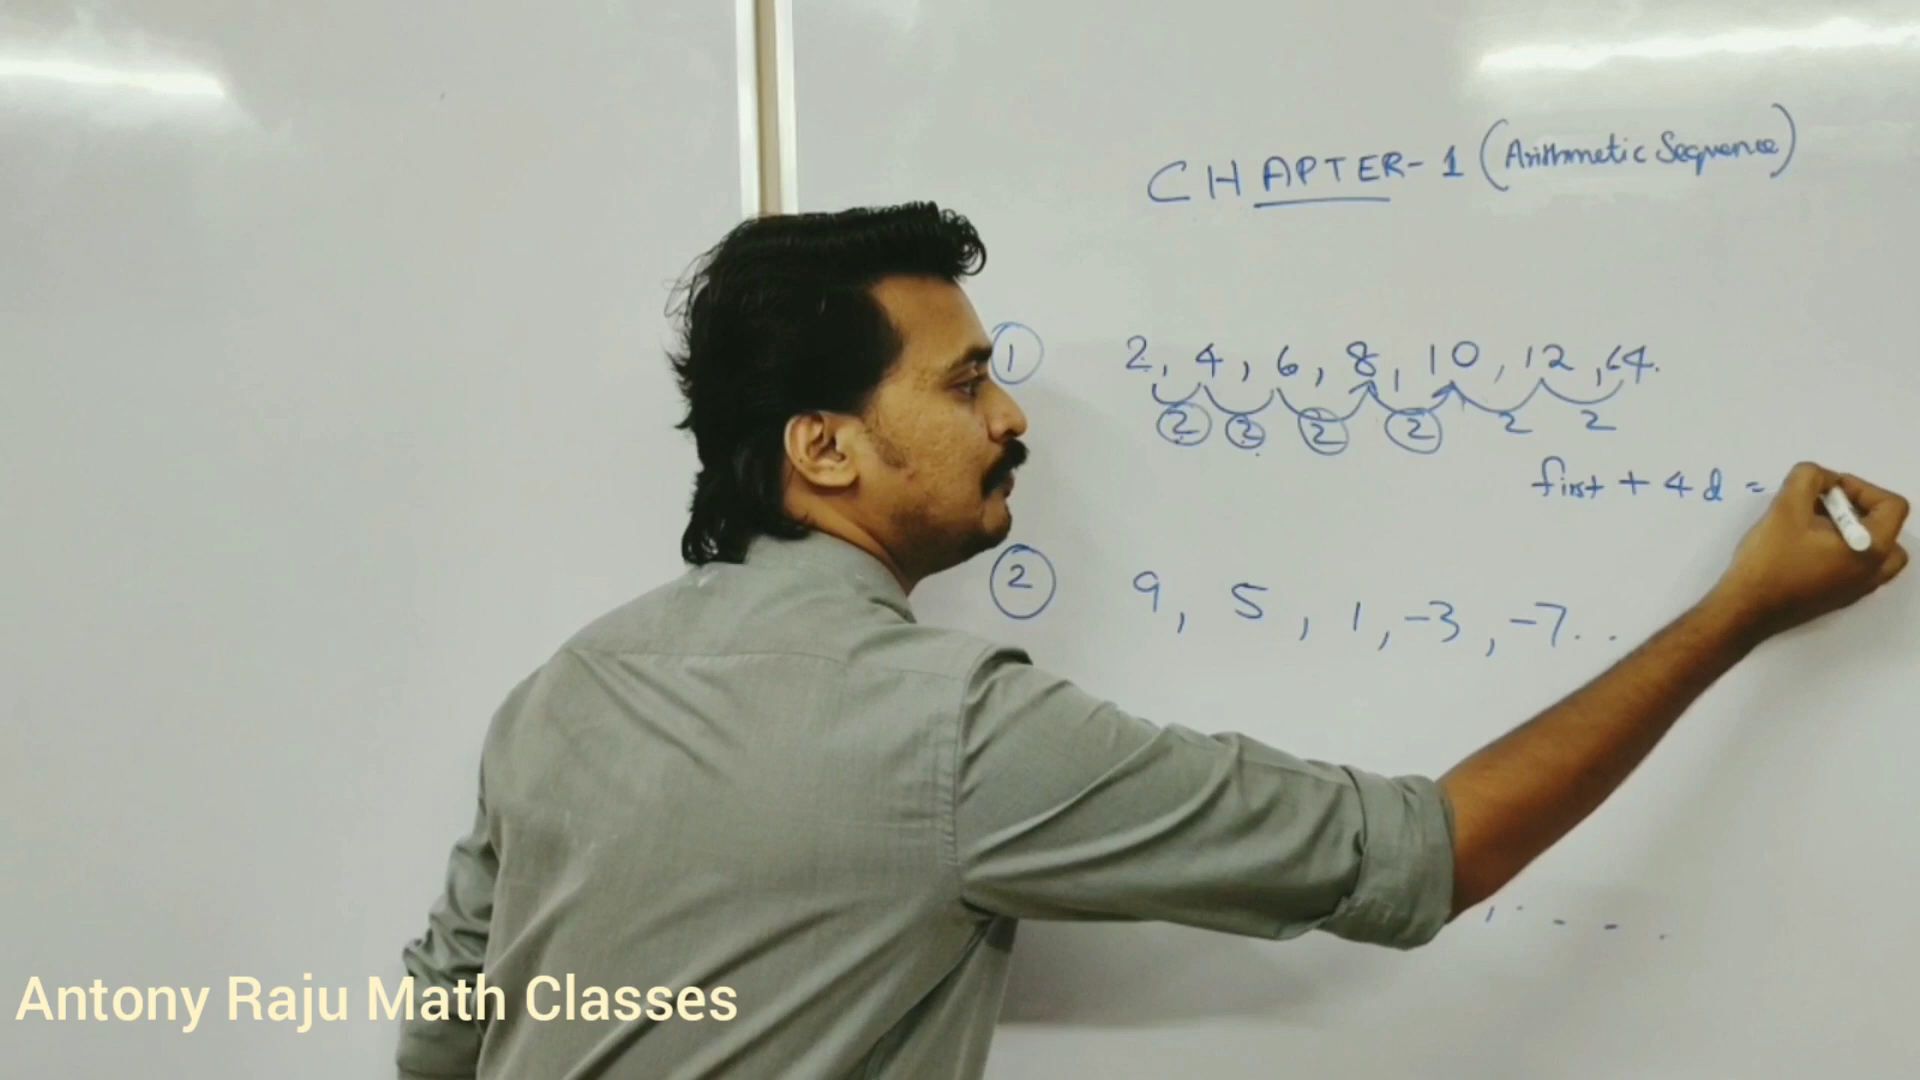 CHAPTER-1 (Arithmetic Sequence)
1 2, 4, 6, 8, 10, 12, 14.
2 2 2 2 2 2
first + 4d =
2 9, 5, 1, -3, -7...
Antony Raju Math Classes